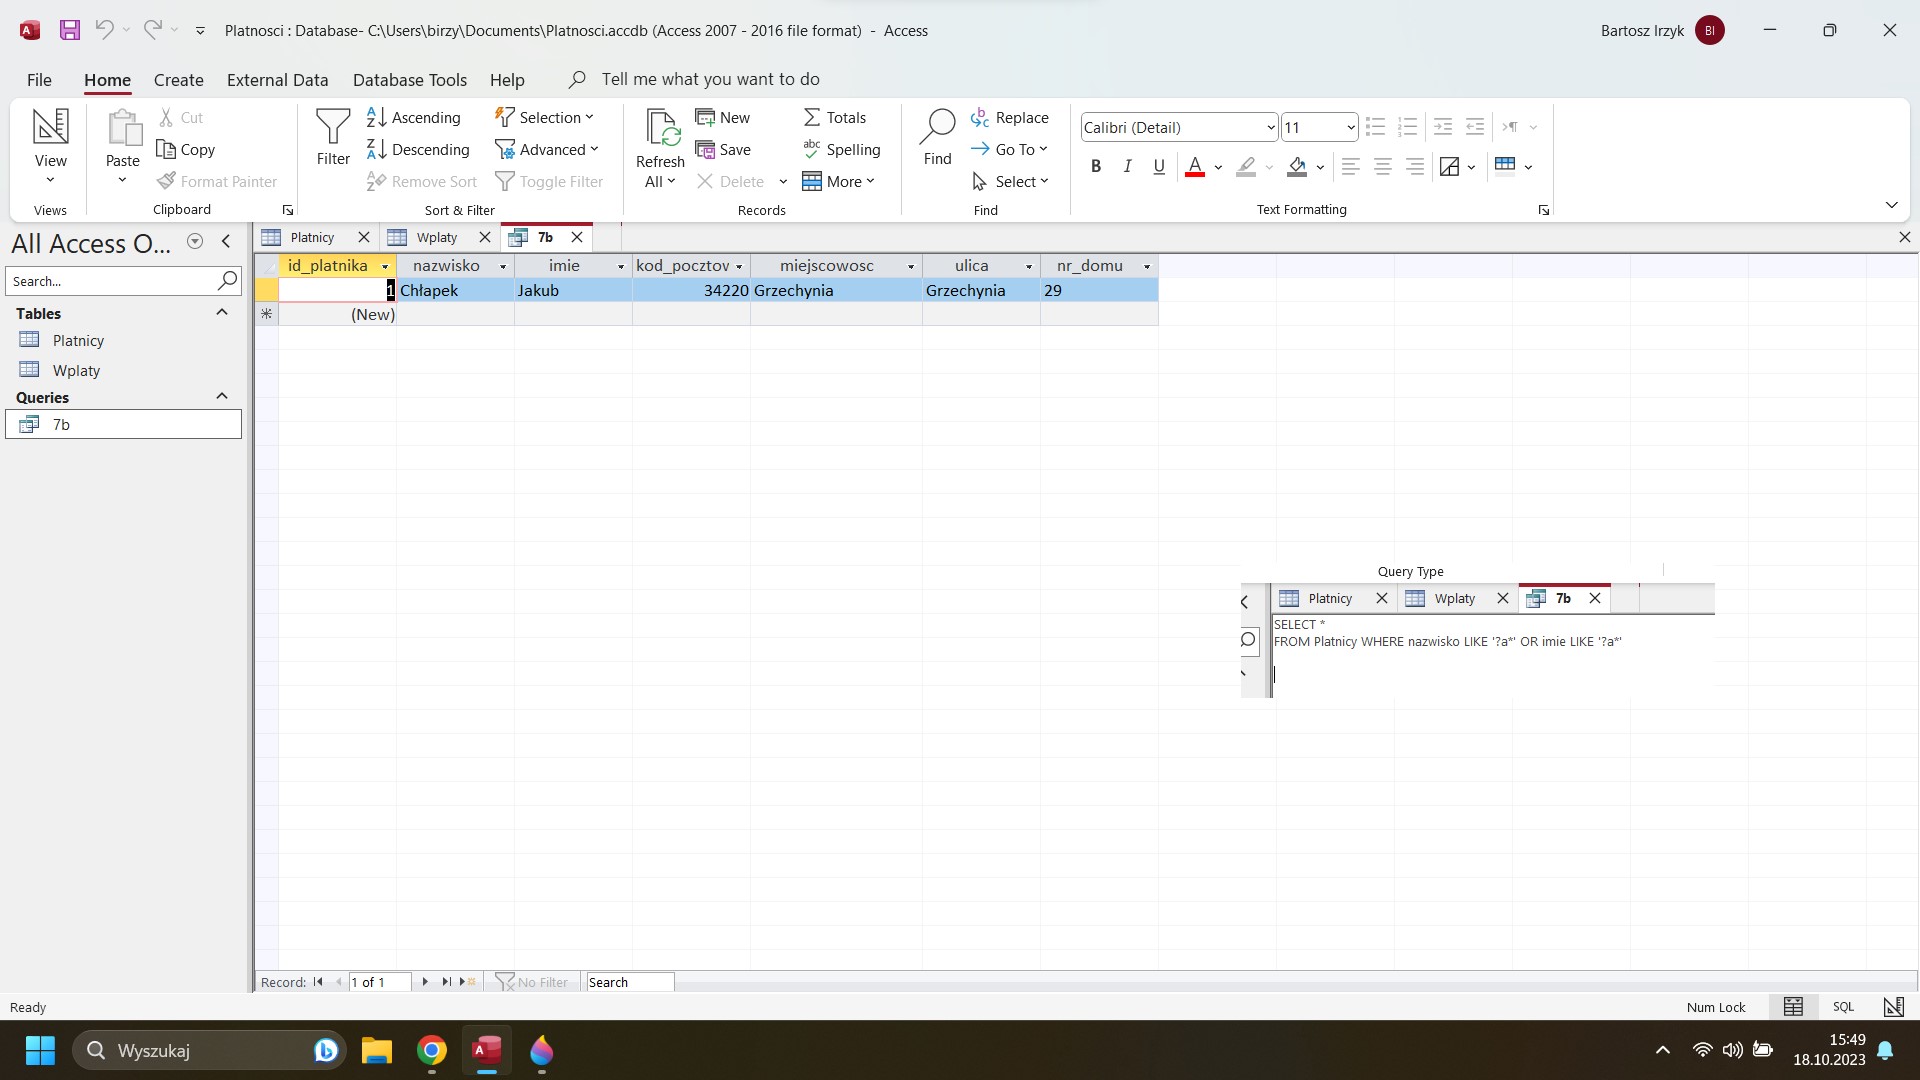 Platnosci : Database- C:\Users\birzy\Documents\Platnosci.accdb (Access 2007 - 2016 file format) - Access
Bartosz Irzyk
BI
File Home Create External Data Database Tools Help Tell me what you want to do
View
Views
Paste
Cut
Copy
Format Painter
Clipboard
Filter
Ascending
Descending
Remove Sort
Selection
Advanced
Toggle Filter
Sort & Filter
Refresh
All
New
Save
Delete
Totals
Spelling
More
Records
Find
Replace
Go To
Select
Find
Calibri (Detail)
11
B I U A
Text Formatting
All Access O...
Search...
Tables
Platnicy
Wplaty
Queries
7b
Platnicy Wplaty 7b
id_platnika nazwisko imie kod_pocztov miejscowosc ulica nr_domu
1 Chłapek Jakub 34220 Grzechynia Grzechynia 29
(New)
Query Type
Platnicy Wplaty 7b
SELECT *
FROM Platnicy WHERE nazwisko LIKE '?a*' OR imie LIKE '?a*'
Record: 1 of 1 No Filter Search
Ready
Num Lock
SQL
Wyszukaj
15:49
18.10.2023